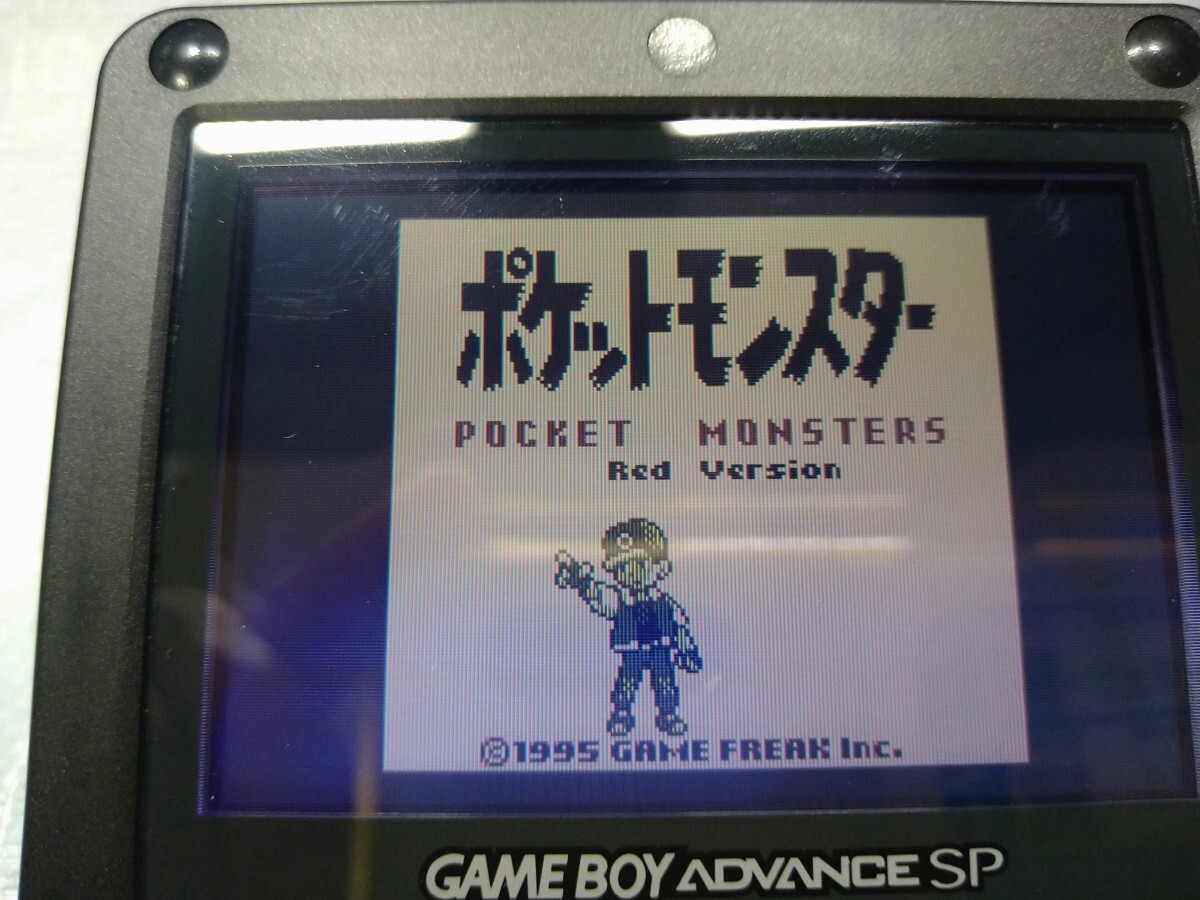 ポケットモンスター
POCKET MONSTERS
Red Version
©1995 GAME FREAK Inc.
GAME BOY ADVANCE SP